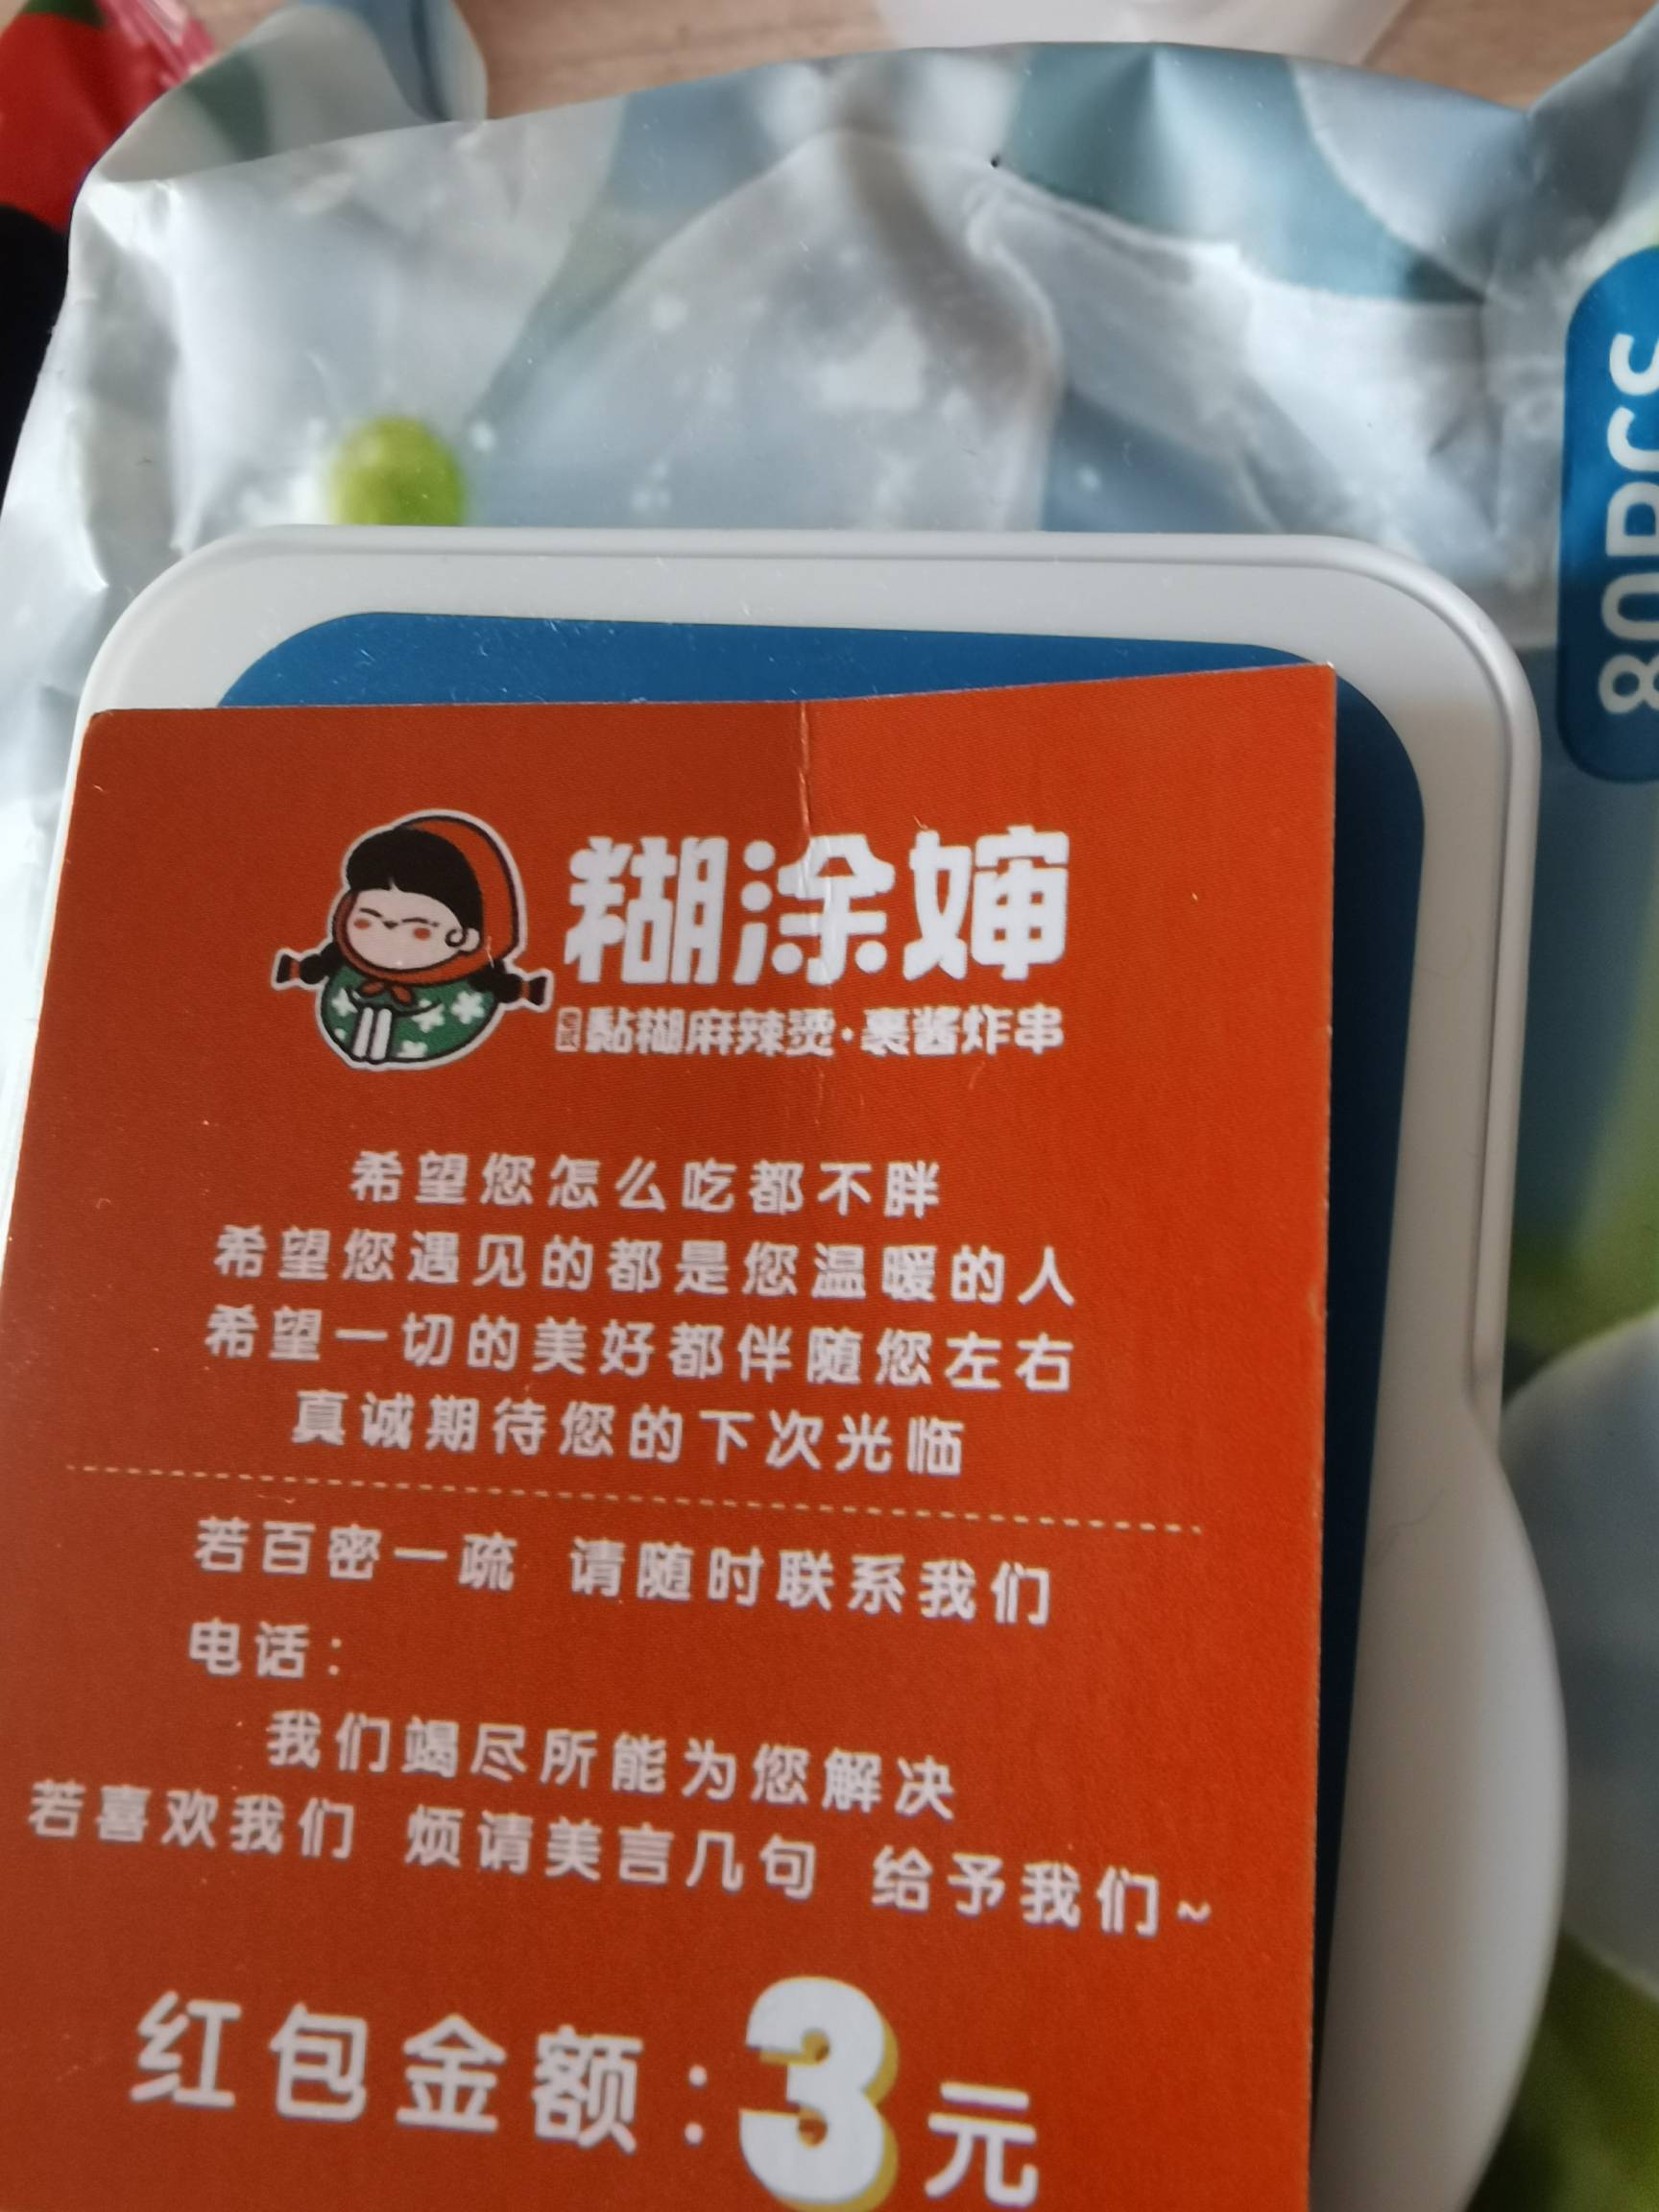 糊涂婶
黏糊麻辣烫·裹酱炸串
希望您怎么吃都不胖
希望您遇见的都是您温暖的人
希望一切的美好都伴随您左右
真诚期待您的下次光临
若百密一疏 请随时联系我们
电话：
我们竭尽所能为您解决
若喜欢我们 烦请美言几句 给予我们~
红包金额：3元
80PCS